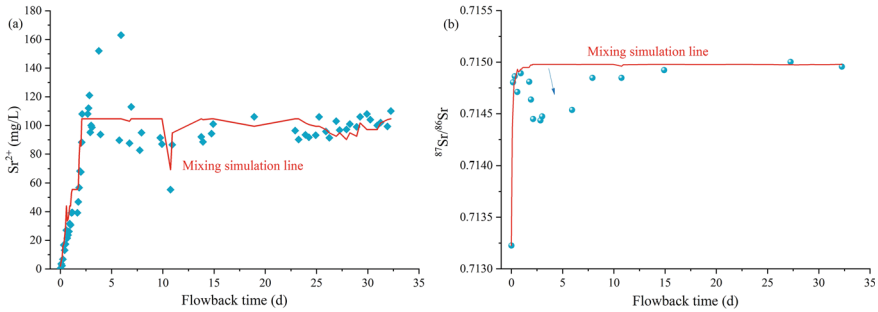 (a)
180
160
140
120
100
80
60
40
20
0
Sr²⁺ (mg/L)
Mixing simulation line
0 5 10 15 20 25 30 35
Flowback time (d)
(b)
0.7155
0.7150
0.7145
0.7140
0.7135
0.7130
⁸⁷Sr/⁸⁶Sr
Mixing simulation line
0 5 10 15 20 25 30 35
Flowback time (d)